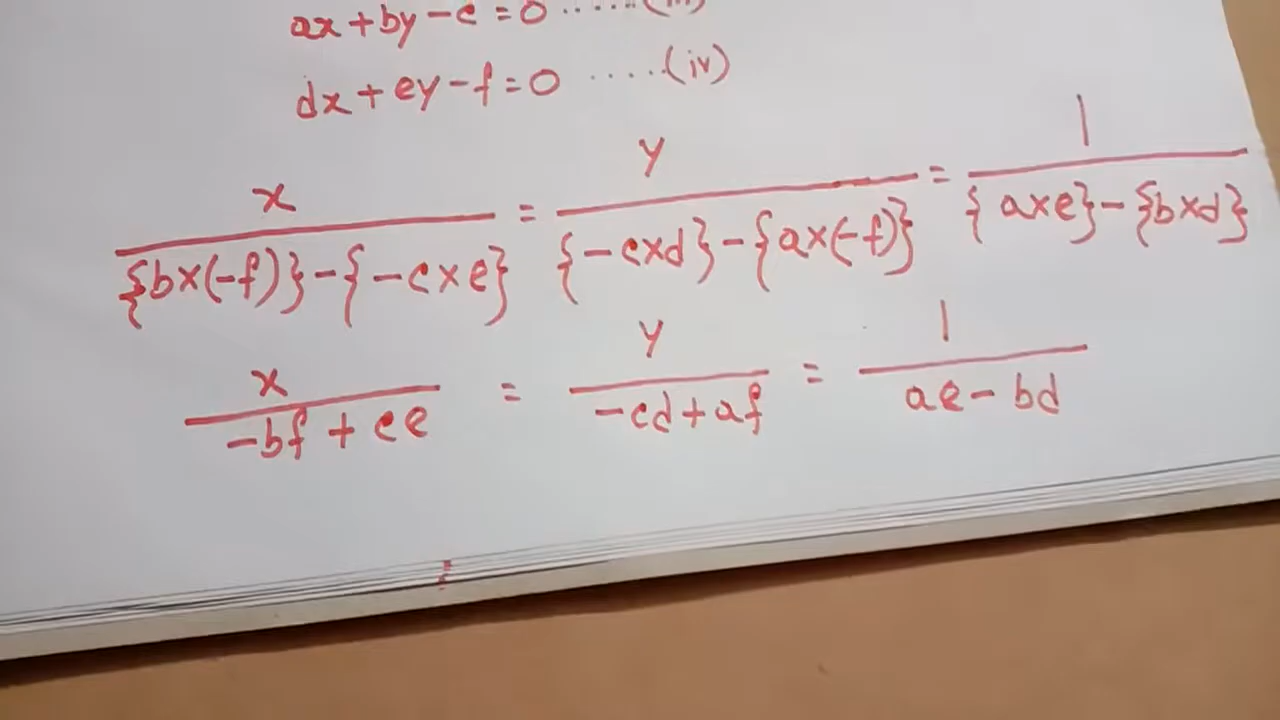 ax + by - c = 0 ......(iii)
dx + ey - f = 0 .....(iv)
x/({b×(-f)} - {-c×e}) = y/({-c×d} - {a×(-f)}) = 1/({a×e} - {b×d})
x/(-bf + ce) = y/(-cd + af) = 1/(ae - bd)